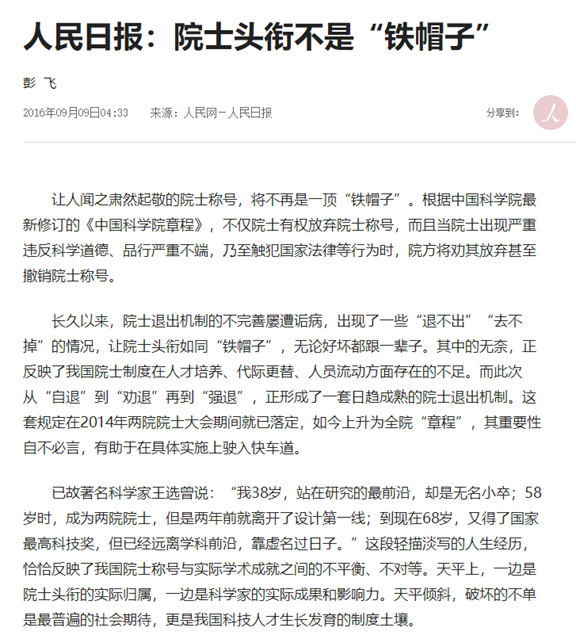 人民日报：院士头衔不是“铁帽子”
彭 飞
2016年09月09日04:33 来源：人民网－人民日报 分享到： 人
让人闻之肃然起敬的院士称号，将不再是一顶“铁帽子”。根据中国科学院最
新修订的《中国科学院章程》，不仅院士有权放弃院士称号，而且当院士出现严重
违反科学道德、品行严重不端，乃至触犯国家法律等行为时，院方将劝其放弃甚至
撤销院士称号。
长久以来，院士退出机制的不完善屡遭诟病，出现了一些“退不出”“去不
掉”的情况，让院士头衔如同“铁帽子”，无论好坏都跟一辈子。其中的无奈，正
反映了我国院士制度在人才培养、代际更替、人员流动方面存在的不足。而此次
从“自退”到“劝退”再到“强退”，正形成了一套日趋成熟的院士退出机制。这
套规定在2014年两院院士大会期间就已落定，如今上升为全院“章程”，其重要性
自不必言，有助于在具体实施上驶入快车道。
已故著名科学家王选曾说：“我38岁，站在研究的最前沿，却是无名小卒；58
岁时，成为两院院士，但是两年前就离开了设计第一线；到现在68岁，又得了国家
最高科技奖，但已经远离学科前沿，靠虚名过日子。”这段轻描淡写的人生经历，
恰恰反映了我国院士称号与实际学术成就之间的不平衡、不对等。天平上，一边是
院士头衔的实际归属，一边是科学家的实际成果和影响力。天平倾斜，破坏的不单
是最普遍的社会期待，更是我国科技人才生长发育的制度土壤。